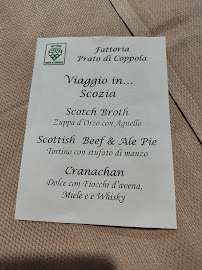 Fattoria
Prato di Coppola
Viaggio in...
Scozia
Scotch Broth
Zuppa d'Orzo con Agnello
Scottish Beef & Ale Pie
Tortino con stufato di manzo
Cranachan
Dolce con Fiocchi d'avena,
Miele e e Whisky